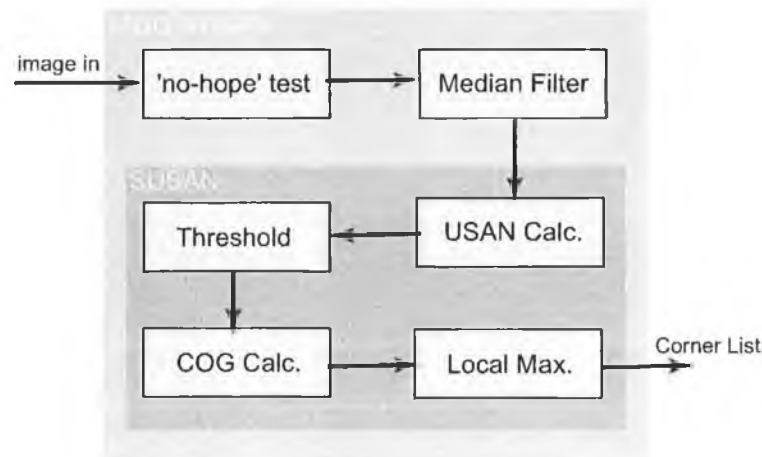 image in
'no-hope' test
Median Filter
SUSAN
Threshold
USAN Calc.
COG Calc.
Local Max.
Corner List